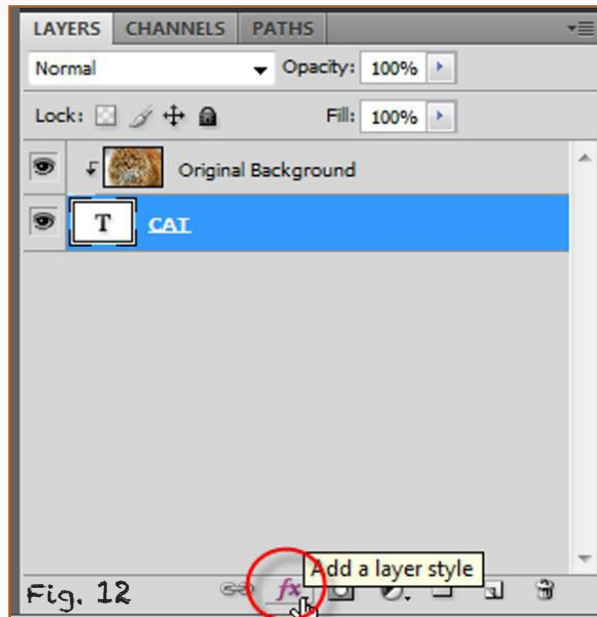 LAYERS CHANNELS PATHS
Normal Opacity: 100%
Lock: Fill: 100%
Original Background
T CAT
Add a layer style
Fig. 12 fx